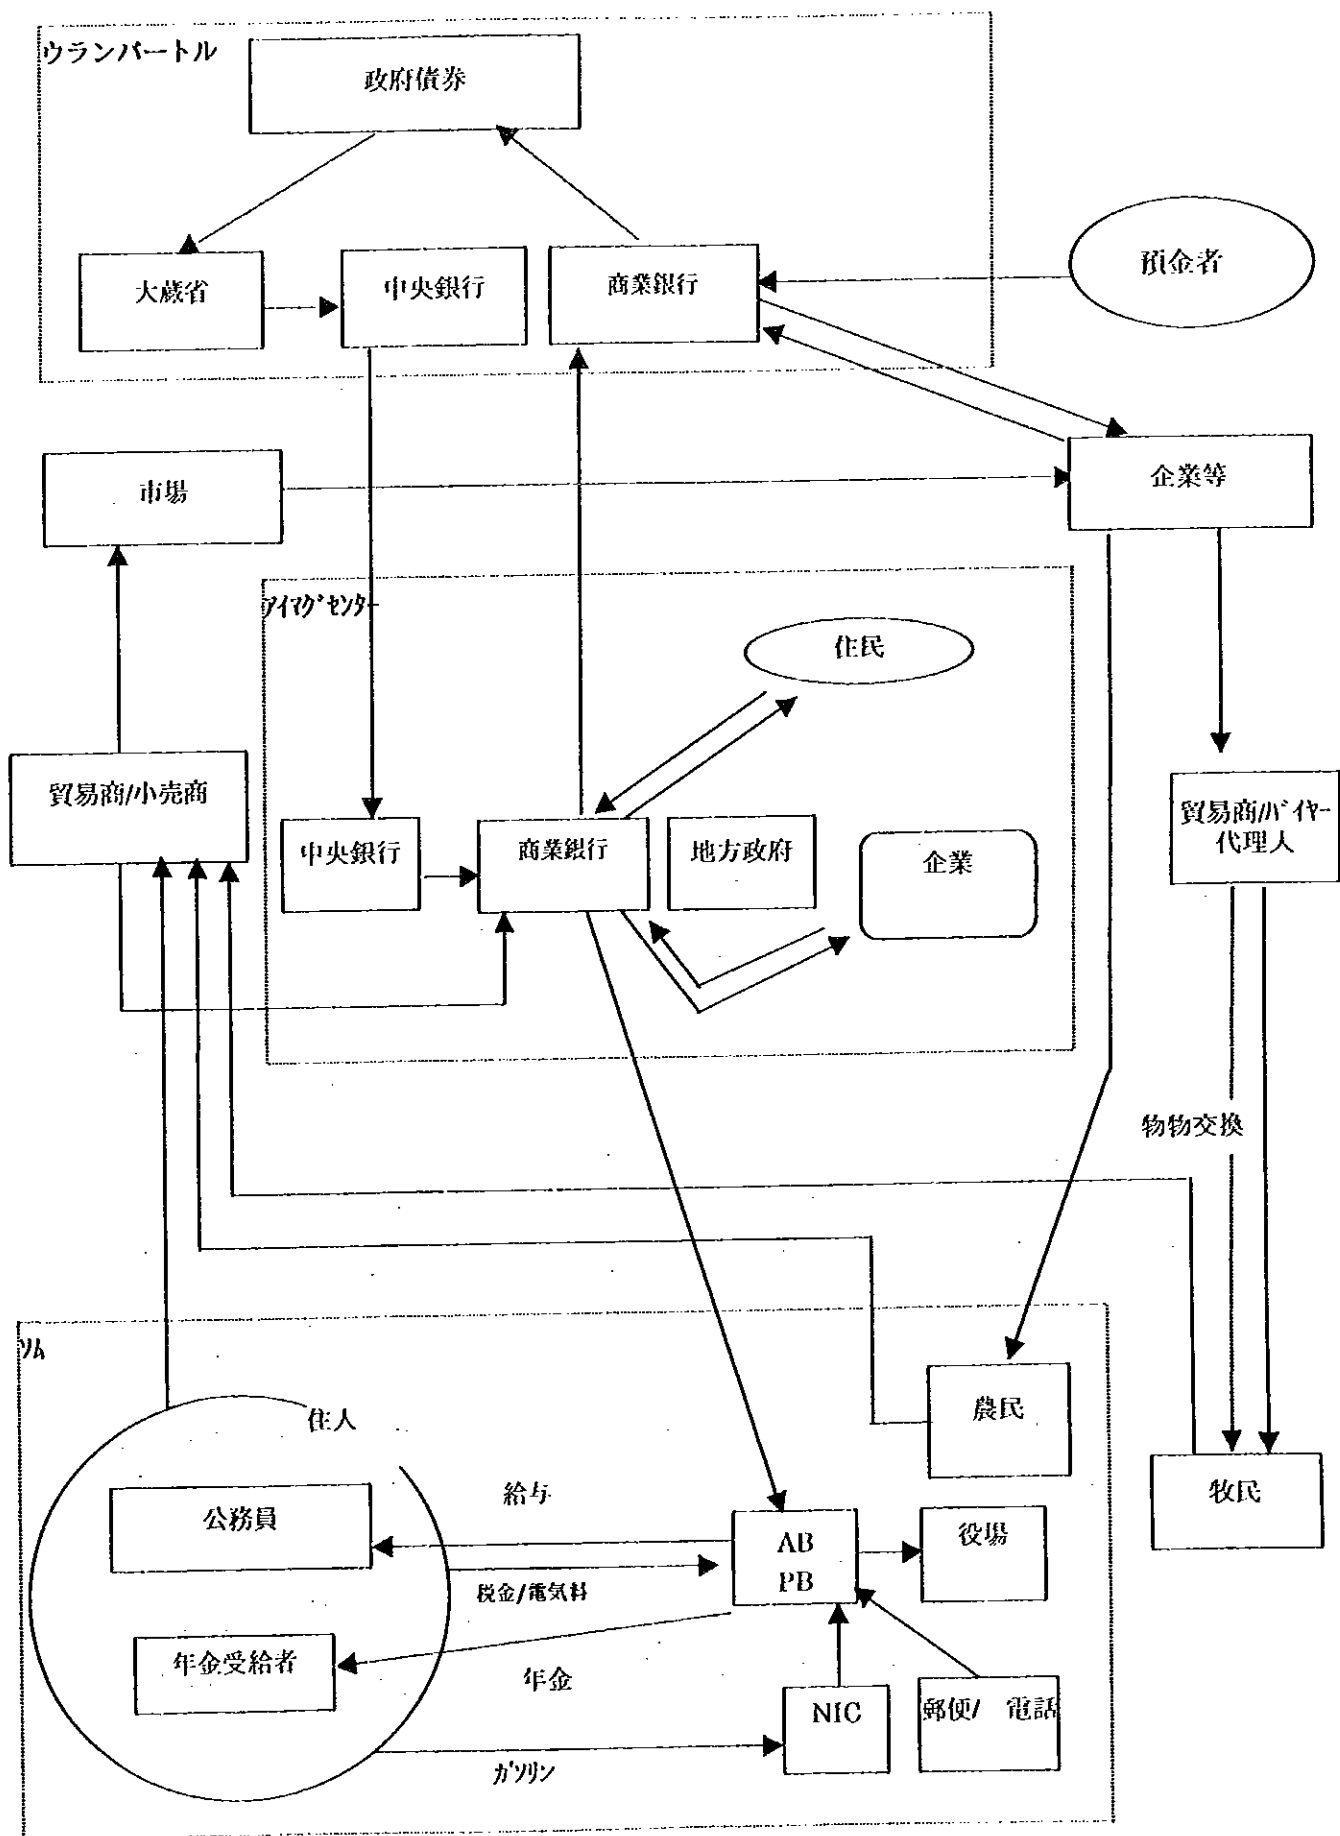 ウランバートル
政府債券
大蔵省
中央銀行
商業銀行
預金者
市場
企業等
ｱｲﾏｸﾞｾﾝﾀｰ
住民
貿易商/小売商
中央銀行
商業銀行
地方政府
企業
貿易商/ﾊﾞｲﾔｰ
代理人
物物交換
ｿﾑ
住人
農民
公務員
給与
牧民
AB
PB
役場
税金/電気料
年金受給者
年金
NIC
郵便/ 電話
ｶﾞｿﾘﾝ